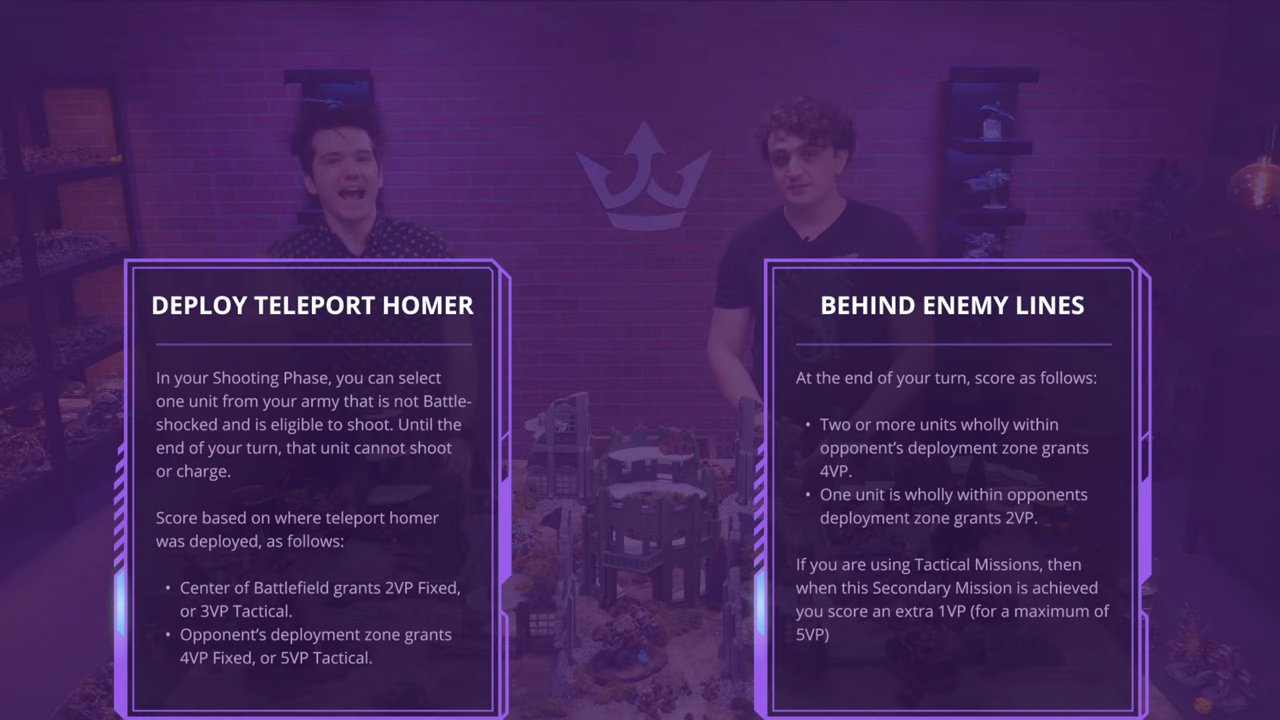 DEPLOY TELEPORT HOMER
In your Shooting Phase, you can select
one unit from your army that is not Battle-
shocked and is eligible to shoot. Until the
end of your turn, that unit cannot shoot
or charge.
Score based on where teleport homer
was deployed, as follows:
• Center of Battlefield grants 2VP Fixed,
or 3VP Tactical.
• Opponent’s deployment zone grants
4VP Fixed, or 5VP Tactical.
BEHIND ENEMY LINES
At the end of your turn, score as follows:
• Two or more units wholly within
opponent’s deployment zone grants
4VP.
• One unit is wholly within opponents
deployment zone grants 2VP.
If you are using Tactical Missions, then
when this Secondary Mission is achieved
you score an extra 1VP (for a maximum of
5VP)